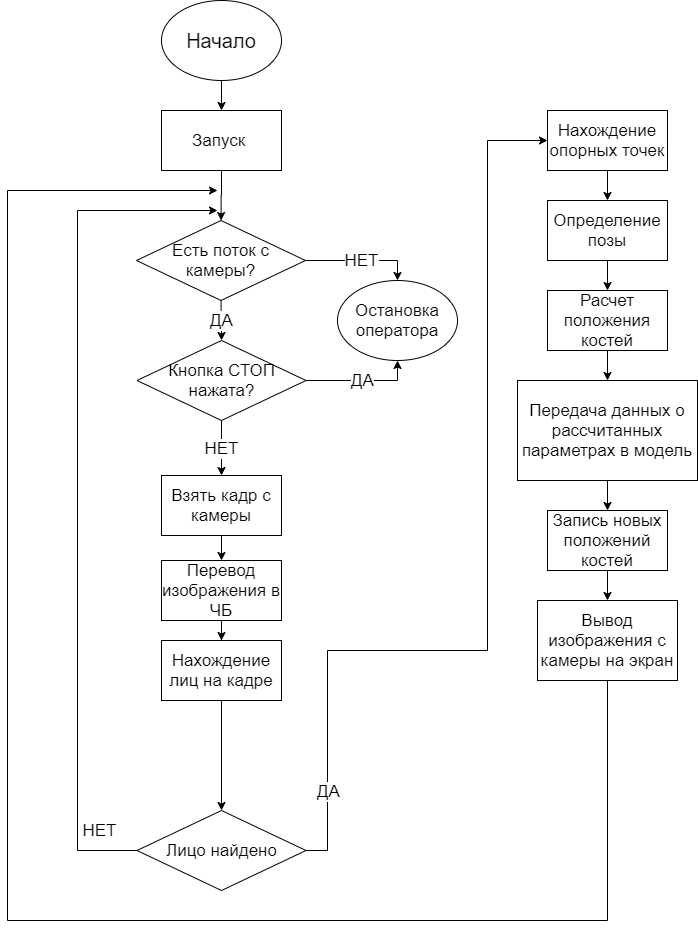 Начало
Запуск
Есть поток с
камеры?
НЕТ
Остановка
оператора
ДА
Кнопка СТОП
нажата?
ДА
НЕТ
Взять кадр с
камеры
Перевод
изображения в
ЧБ
Нахождение
лиц на кадре
Лицо найдено
НЕТ
ДА
Нахождение
опорных точек
Определение
позы
Расчет
положения
костей
Передача данных о
рассчитанных
параметрах в модель
Запись новых
положений
костей
Вывод
изображения с
камеры на экран